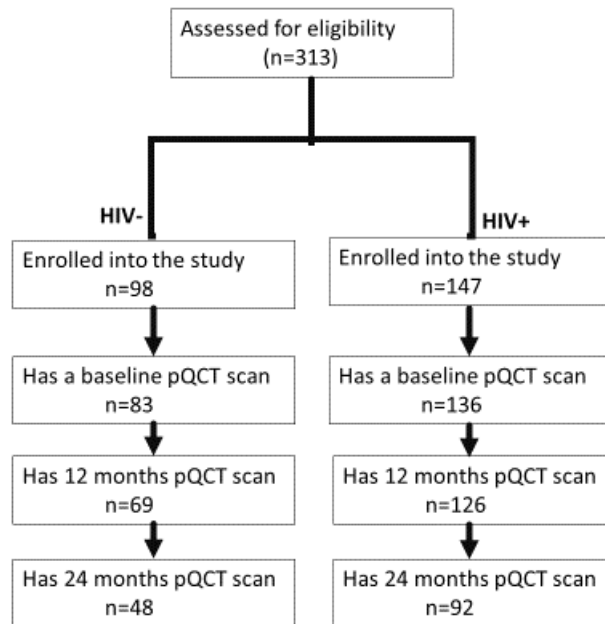 Assessed for eligibility
(n=313)
HIV-
HIV+
Enrolled into the study
n=98
Enrolled into the study
n=147
Has a baseline pQCT scan
n=83
Has a baseline pQCT scan
n=136
Has 12 months pQCT scan
n=69
Has 12 months pQCT scan
n=126
Has 24 months pQCT scan
n=48
Has 24 months pQCT scan
n=92